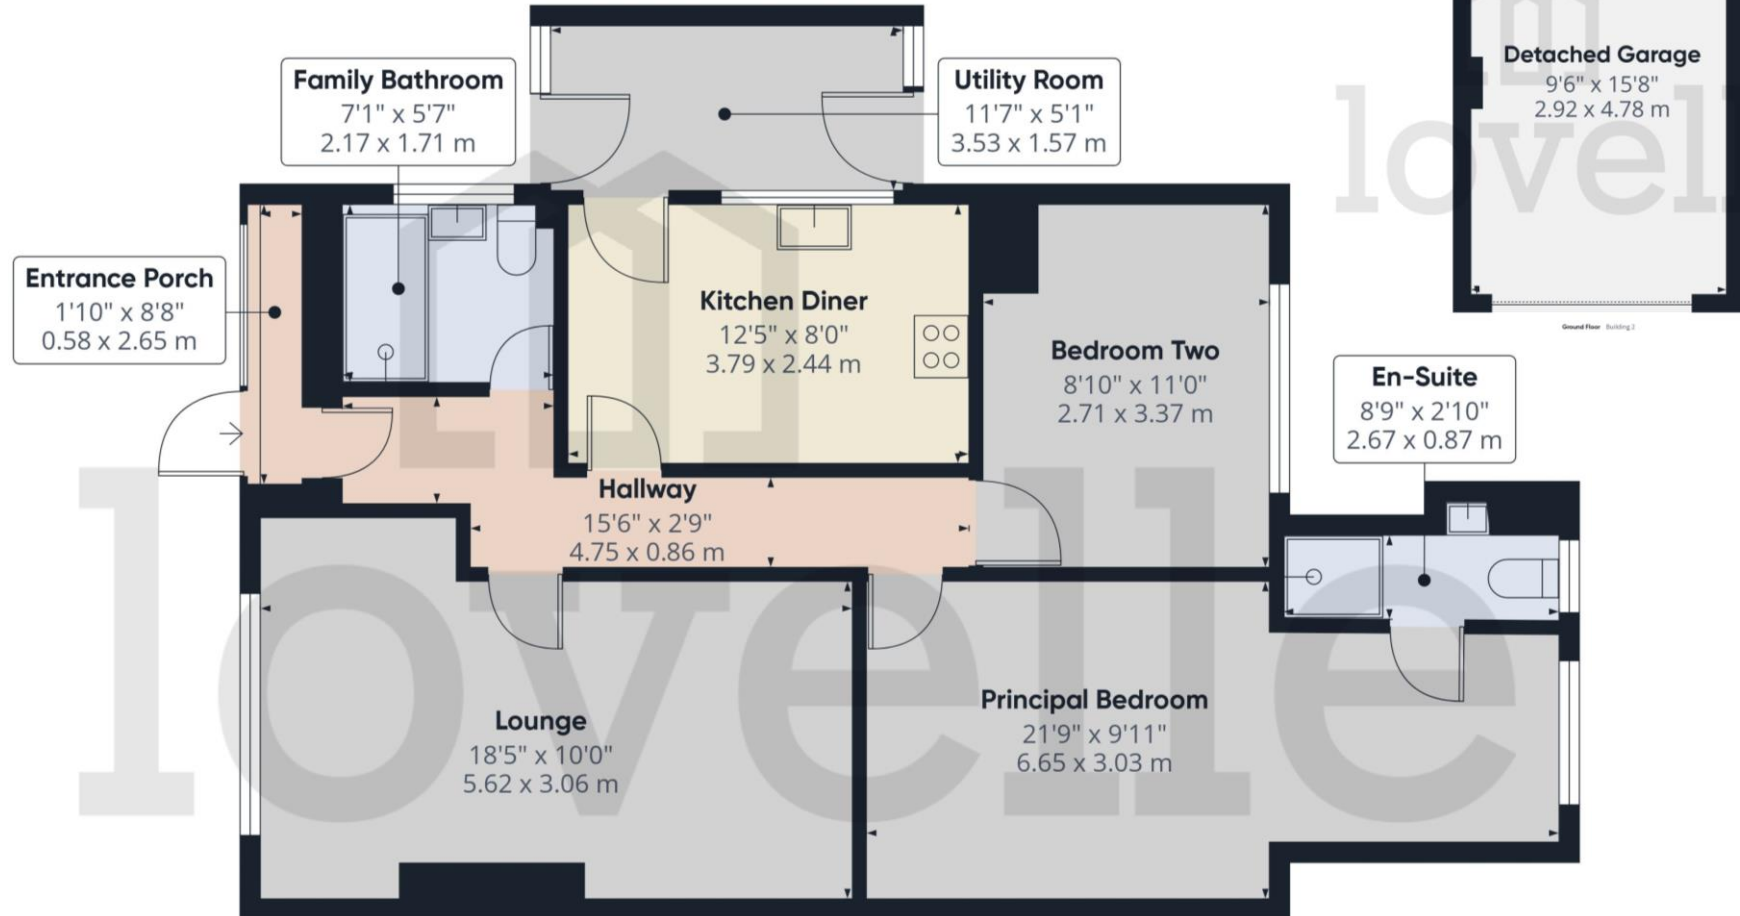 Family Bathroom
7'1" x 5'7"
2.17 x 1.71 m
Utility Room
11'7" x 5'1"
3.53 x 1.57 m
Detached Garage
9'6" x 15'8"
2.92 x 4.78 m
Ground Floor Building 2
Entrance Porch
1'10" x 8'8"
0.58 x 2.65 m
Kitchen Diner
12'5" x 8'0"
3.79 x 2.44 m
Bedroom Two
8'10" x 11'0"
2.71 x 3.37 m
En-Suite
8'9" x 2'10"
2.67 x 0.87 m
Hallway
15'6" x 2'9"
4.75 x 0.86 m
Lounge
18'5" x 10'0"
5.62 x 3.06 m
Principal Bedroom
21'9" x 9'11"
6.65 x 3.03 m
lovelle
lovell